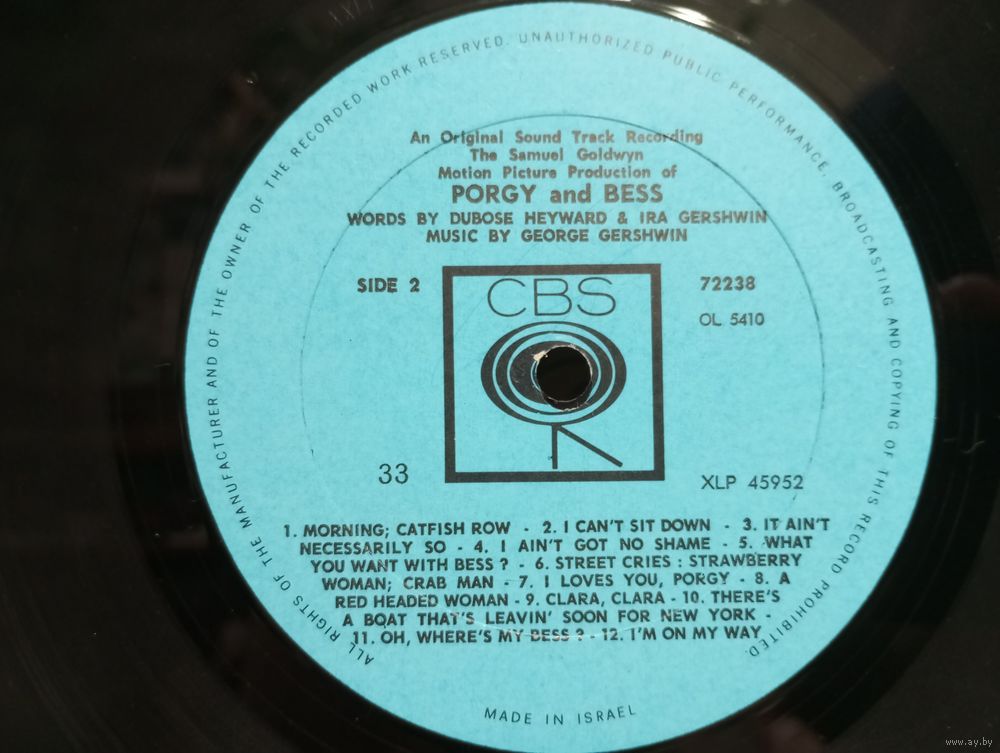 An Original Sound Track Recording
The Samuel Goldwyn
Motion Picture Production of
PORGY and BESS
WORDS BY DUBOSE HEYWARD & IRA GERSHWIN
MUSIC BY GEORGE GERSHWIN
SIDE 2
72238
OL 5410
CBS
33
XLP 45952
1. MORNING; CATFISH ROW - 2. I CAN'T SIT DOWN - 3. IT AIN'T
NECESSARILY SO - 4. I AIN'T GOT NO SHAME - 5. WHAT
YOU WANT WITH BESS ? - 6. STREET CRIES : STRAWBERRY
WOMAN; CRAB MAN - 7. I LOVES YOU, PORGY - 8. A
RED HEADED WOMAN - 9. CLARA, CLARA - 10. THERE'S
A BOAT THAT'S LEAVIN' SOON FOR NEW YORK -
11. OH, WHERE'S MY BESS ? - 12. I'M ON MY WAY
ALL RIGHTS OF THE MANUFACTURER AND OF THE OWNER OF THE RECORDED WORK RESERVED. UNAUTHORIZED PUBLIC PERFORMANCE, BROADCASTING AND COPYING OF THIS RECORD PROHIBITED.
MADE IN ISRAEL
www.ay.by